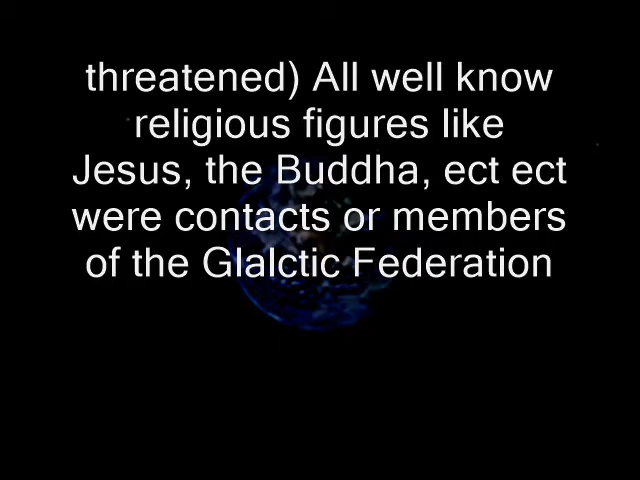 threatened) All well know
religious figures like
Jesus, the Buddha, ect ect
were contacts or members
of the Glalctic Federation